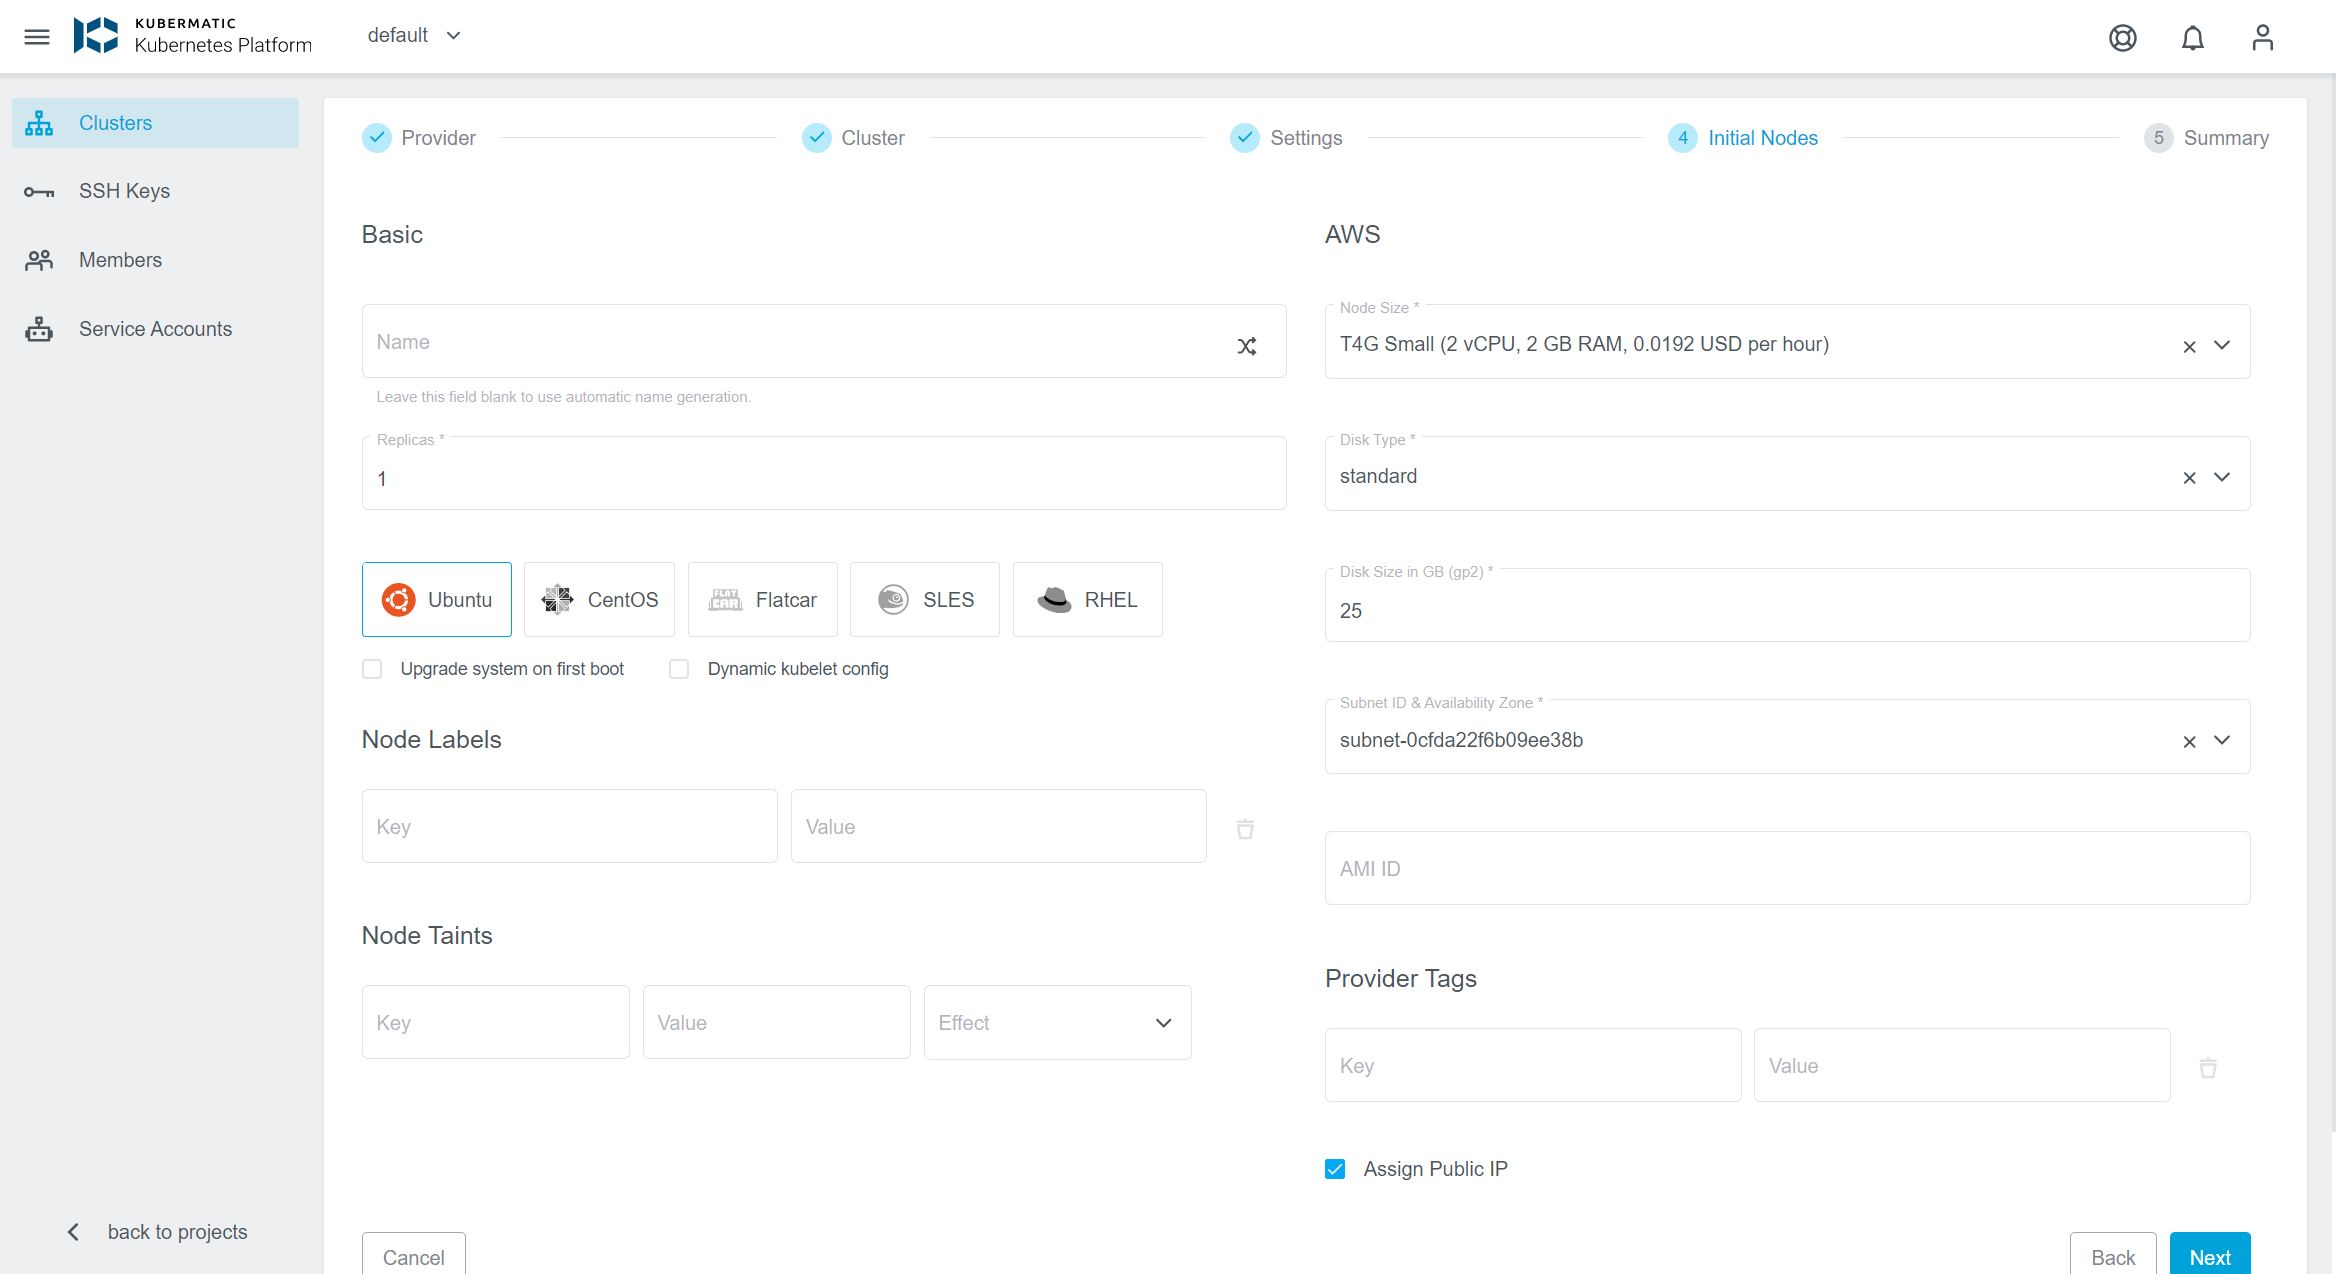 KUBERMATIC
Kubernetes Platform
default
Clusters
SSH Keys
Members
Service Accounts
back to projects
Provider
Cluster
Settings
4 Initial Nodes
5 Summary
Basic
Name
Leave this field blank to use automatic name generation.
Replicas *
1
Ubuntu
CentOS
FLAT CAR Flatcar
SLES
RHEL
Upgrade system on first boot
Dynamic kubelet config
Node Labels
Key
Value
Node Taints
Key
Value
Effect
AWS
Node Size *
T4G Small (2 vCPU, 2 GB RAM, 0.0192 USD per hour)
Disk Type *
standard
Disk Size in GB (gp2) *
25
Subnet ID & Availability Zone *
subnet-0cfda22f6b09ee38b
AMI ID
Provider Tags
Key
Value
Assign Public IP
Cancel
Back
Next